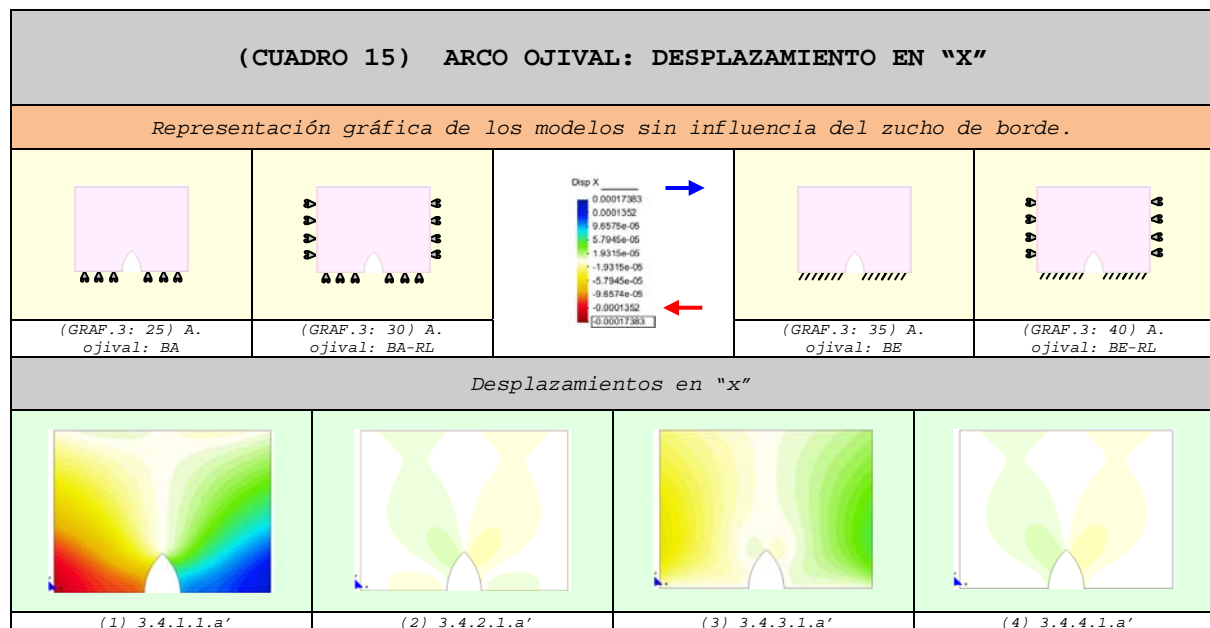 (CUADRO 15) ARCO OJIVAL: DESPLAZAMIENTO EN “X”
Representación gráfica de los modelos sin influencia del zucho de borde.
Disp X
0.00017383
0.0001352
9.6575e-05
5.7945e-05
1.9315e-05
-1.9315e-05
-5.7945e-05
-9.6574e-05
-0.0001352
-0.00017383
(GRAF.3: 25) A.
ojival: BA
(GRAF.3: 30) A.
ojival: BA-RL
(GRAF.3: 35) A.
ojival: BE
(GRAF.3: 40) A.
ojival: BE-RL
Desplazamientos en “x”
(1) 3.4.1.1.a’
(2) 3.4.2.1.a’
(3) 3.4.3.1.a’
(4) 3.4.4.1.a’